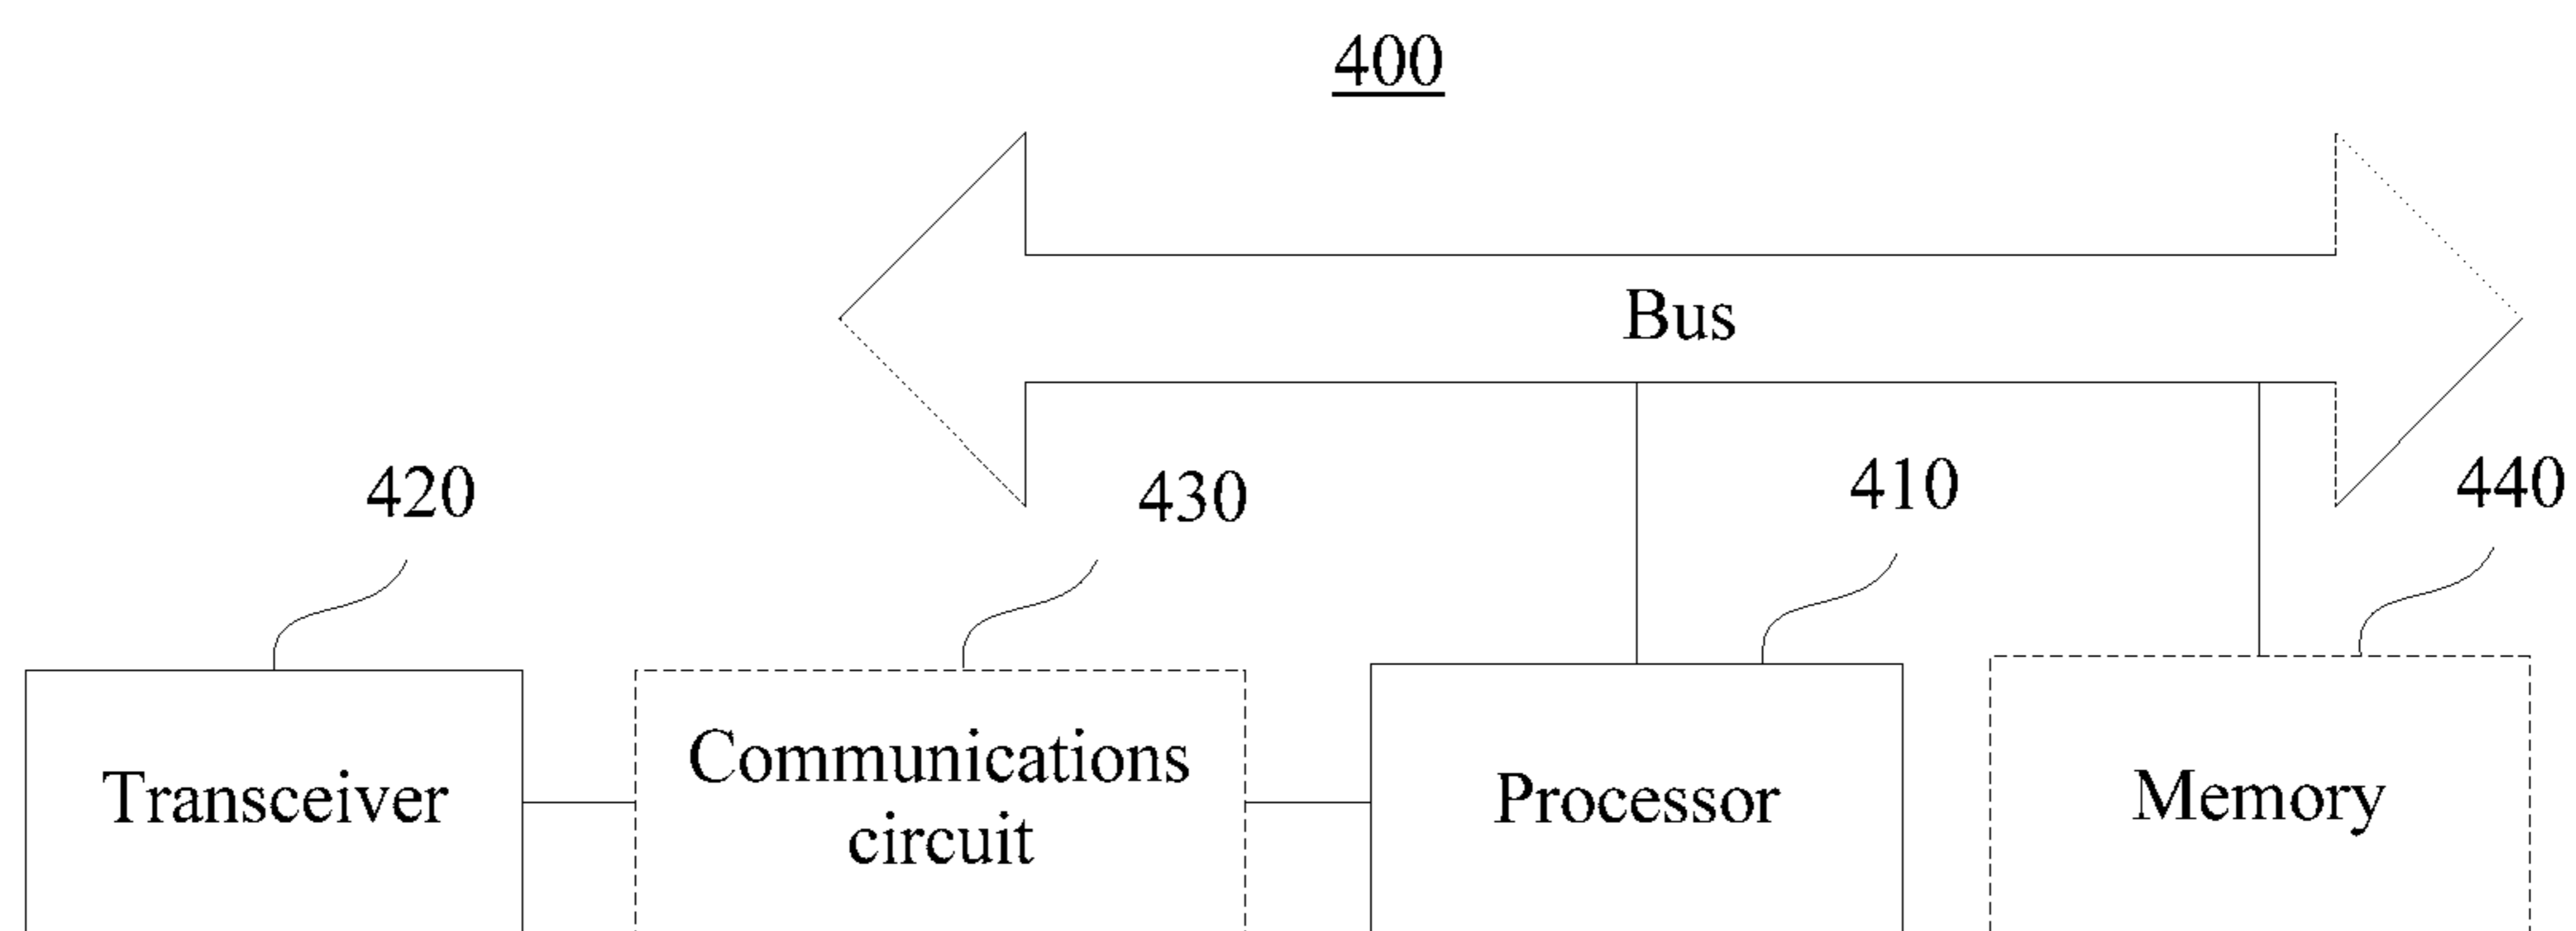 400
Bus
420
430
410
440
Transceiver
Communications
circuit
Processor
Memory